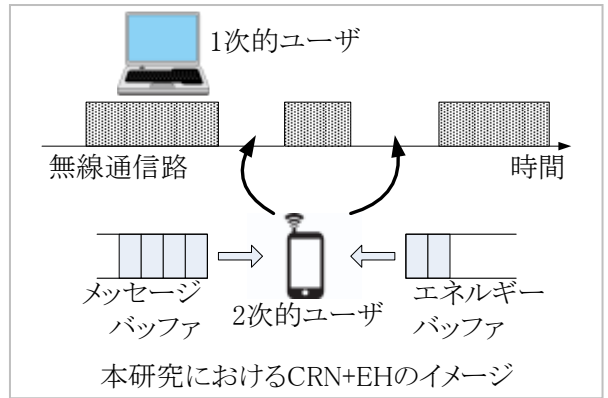 1次的ユーザ
無線通信路
時間
メッセージ
バッファ
2次的ユーザ
エネルギー
バッファ
本研究におけるCRN+EHのイメージ